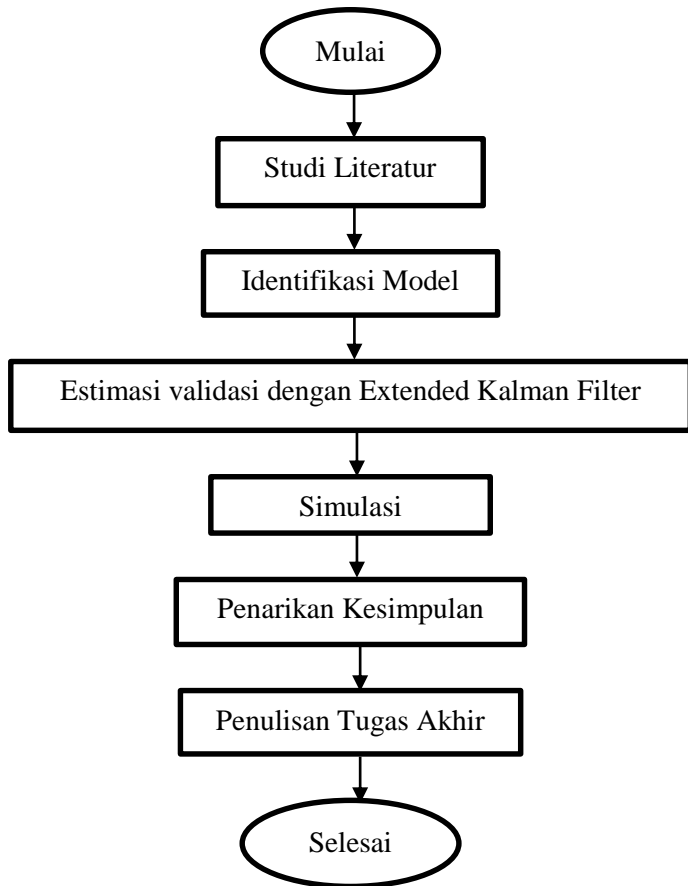 Mulai
Studi Literatur
Identifikasi Model
Estimasi validasi dengan Extended Kalman Filter
Simulasi
Penarikan Kesimpulan
Penulisan Tugas Akhir
Selesai